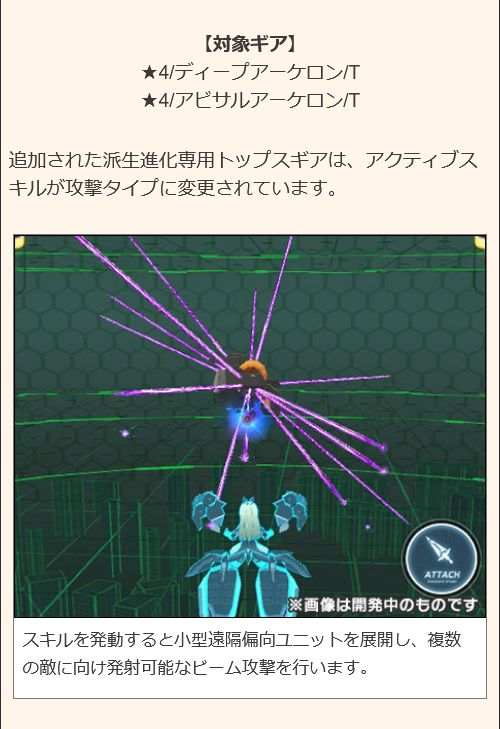 【対象ギア】
★4/ディープアーケロン/T
★4/アビサルアーケロン/T
追加された派生進化専用トップスギアは、アクティブス
キルが攻撃タイプに変更されています。
ATTACH
※画像は開発中のものです
スキルを発動すると小型遠隔偏向ユニットを展開し、複数
の敵に向け発射可能なビーム攻撃を行います。